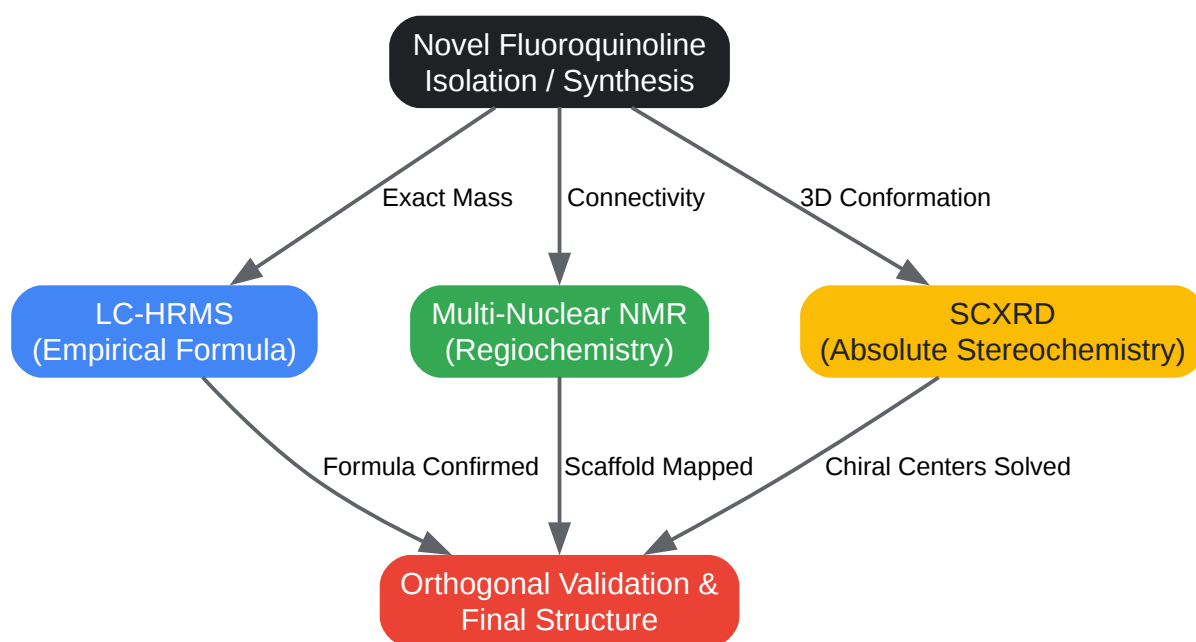 Novel Fluoroquinoline
Isolation / Synthesis
Exact Mass
Connectivity
3D Conformation
LC-HRMS
(Empirical Formula)
Multi-Nuclear NMR
(Regiochemistry)
SCXRD
(Absolute Stereochemistry)
Formula Confirmed
Scaffold Mapped
Chiral Centers Solved
Orthogonal Validation &
Final Structure